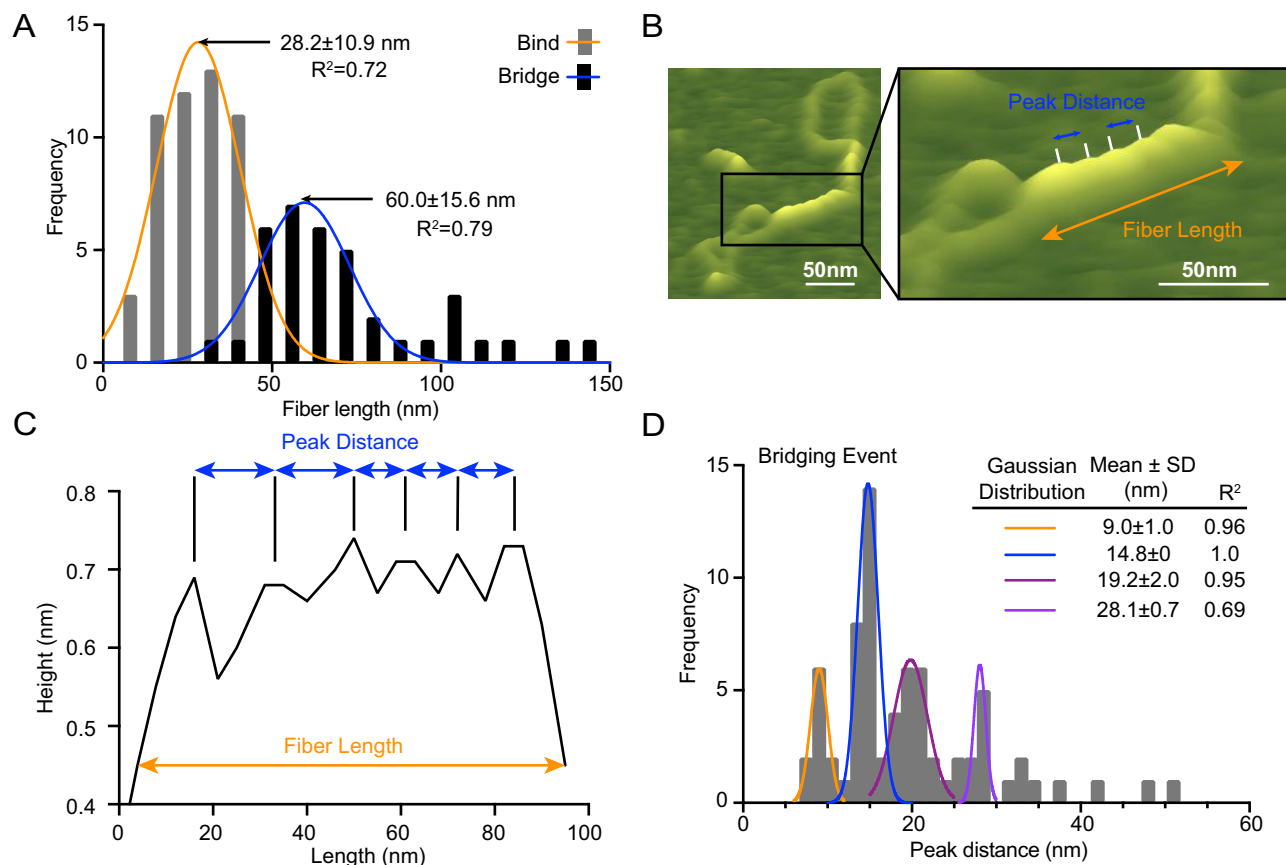 A
15
10
5
0
Frequency
0
50
100
150
Fiber length (nm)
28.2±10.9 nm
R²=0.72
60.0±15.6 nm
R²=0.79
Bind
Bridge
B
50nm
Peak Distance
Fiber Length
50nm
C
Peak Distance
0.8
0.7
0.6
0.5
0.4
Height (nm)
Fiber Length
0
20
40
60
80
100
Length (nm)
D
Bridging Event
15
10
5
0
Frequency
Gaussian Mean ± SD
Distribution (nm) R²
9.0±1.0 0.96
14.8±0 1.0
19.2±2.0 0.95
28.1±0.7 0.69
0
20
40
60
Peak distance (nm)